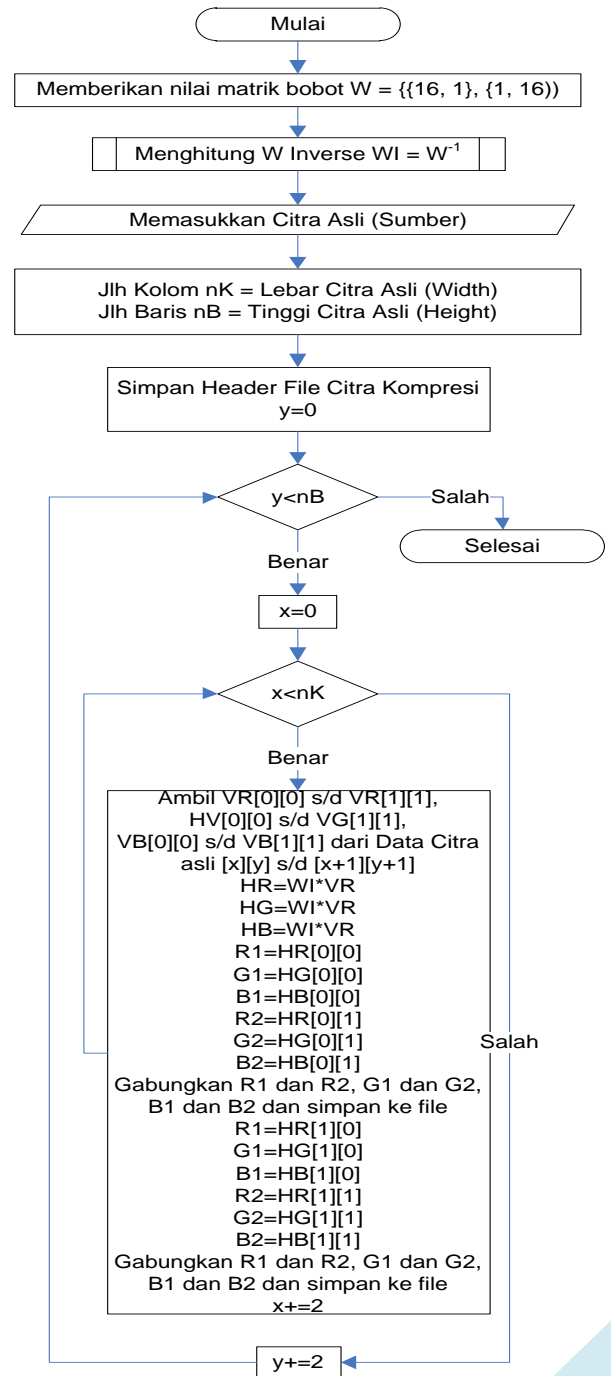 Mulai
Memberikan nilai matrik bobot W = {{16, 1}, {1, 16))
Menghitung W Inverse WI = W⁻¹
Memasukkan Citra Asli (Sumber)
Jlh Kolom nK = Lebar Citra Asli (Width)
Jlh Baris nB = Tinggi Citra Asli (Height)
Simpan Header File Citra Kompresi
y=0
y<nB
Salah
Selesai
Benar
x=0
x<nK
Benar
Ambil VR[0][0] s/d VR[1][1],
HV[0][0] s/d VG[1][1],
VB[0][0] s/d VB[1][1] dari Data Citra
asli [x][y] s/d [x+1][y+1]
HR=WI*VR
HG=WI*VR
HB=WI*VR
R1=HR[0][0]
G1=HG[0][0]
B1=HB[0][0]
R2=HR[0][1]
G2=HG[0][1]
B2=HB[0][1]
Gabungkan R1 dan R2, G1 dan G2,
B1 dan B2 dan simpan ke file
R1=HR[1][0]
G1=HG[1][0]
B1=HB[1][0]
R2=HR[1][1]
G2=HG[1][1]
B2=HB[1][1]
Gabungkan R1 dan R2, G1 dan G2,
B1 dan B2 dan simpan ke file
x+=2
Salah
y+=2